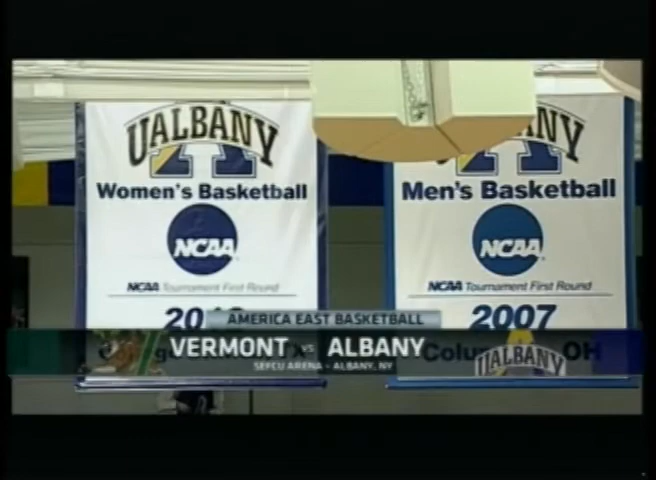 UALBANY
Women's Basketball
NCAA
NCAA Tournament First Round
Men's Basketball
NCAA
NCAA Tournament First Round
2007
AMERICA EAST BASKETBALL
VERMONT vs ALBANY
SEFCU ARENA - ALBANY, NY
UALBANY
OH